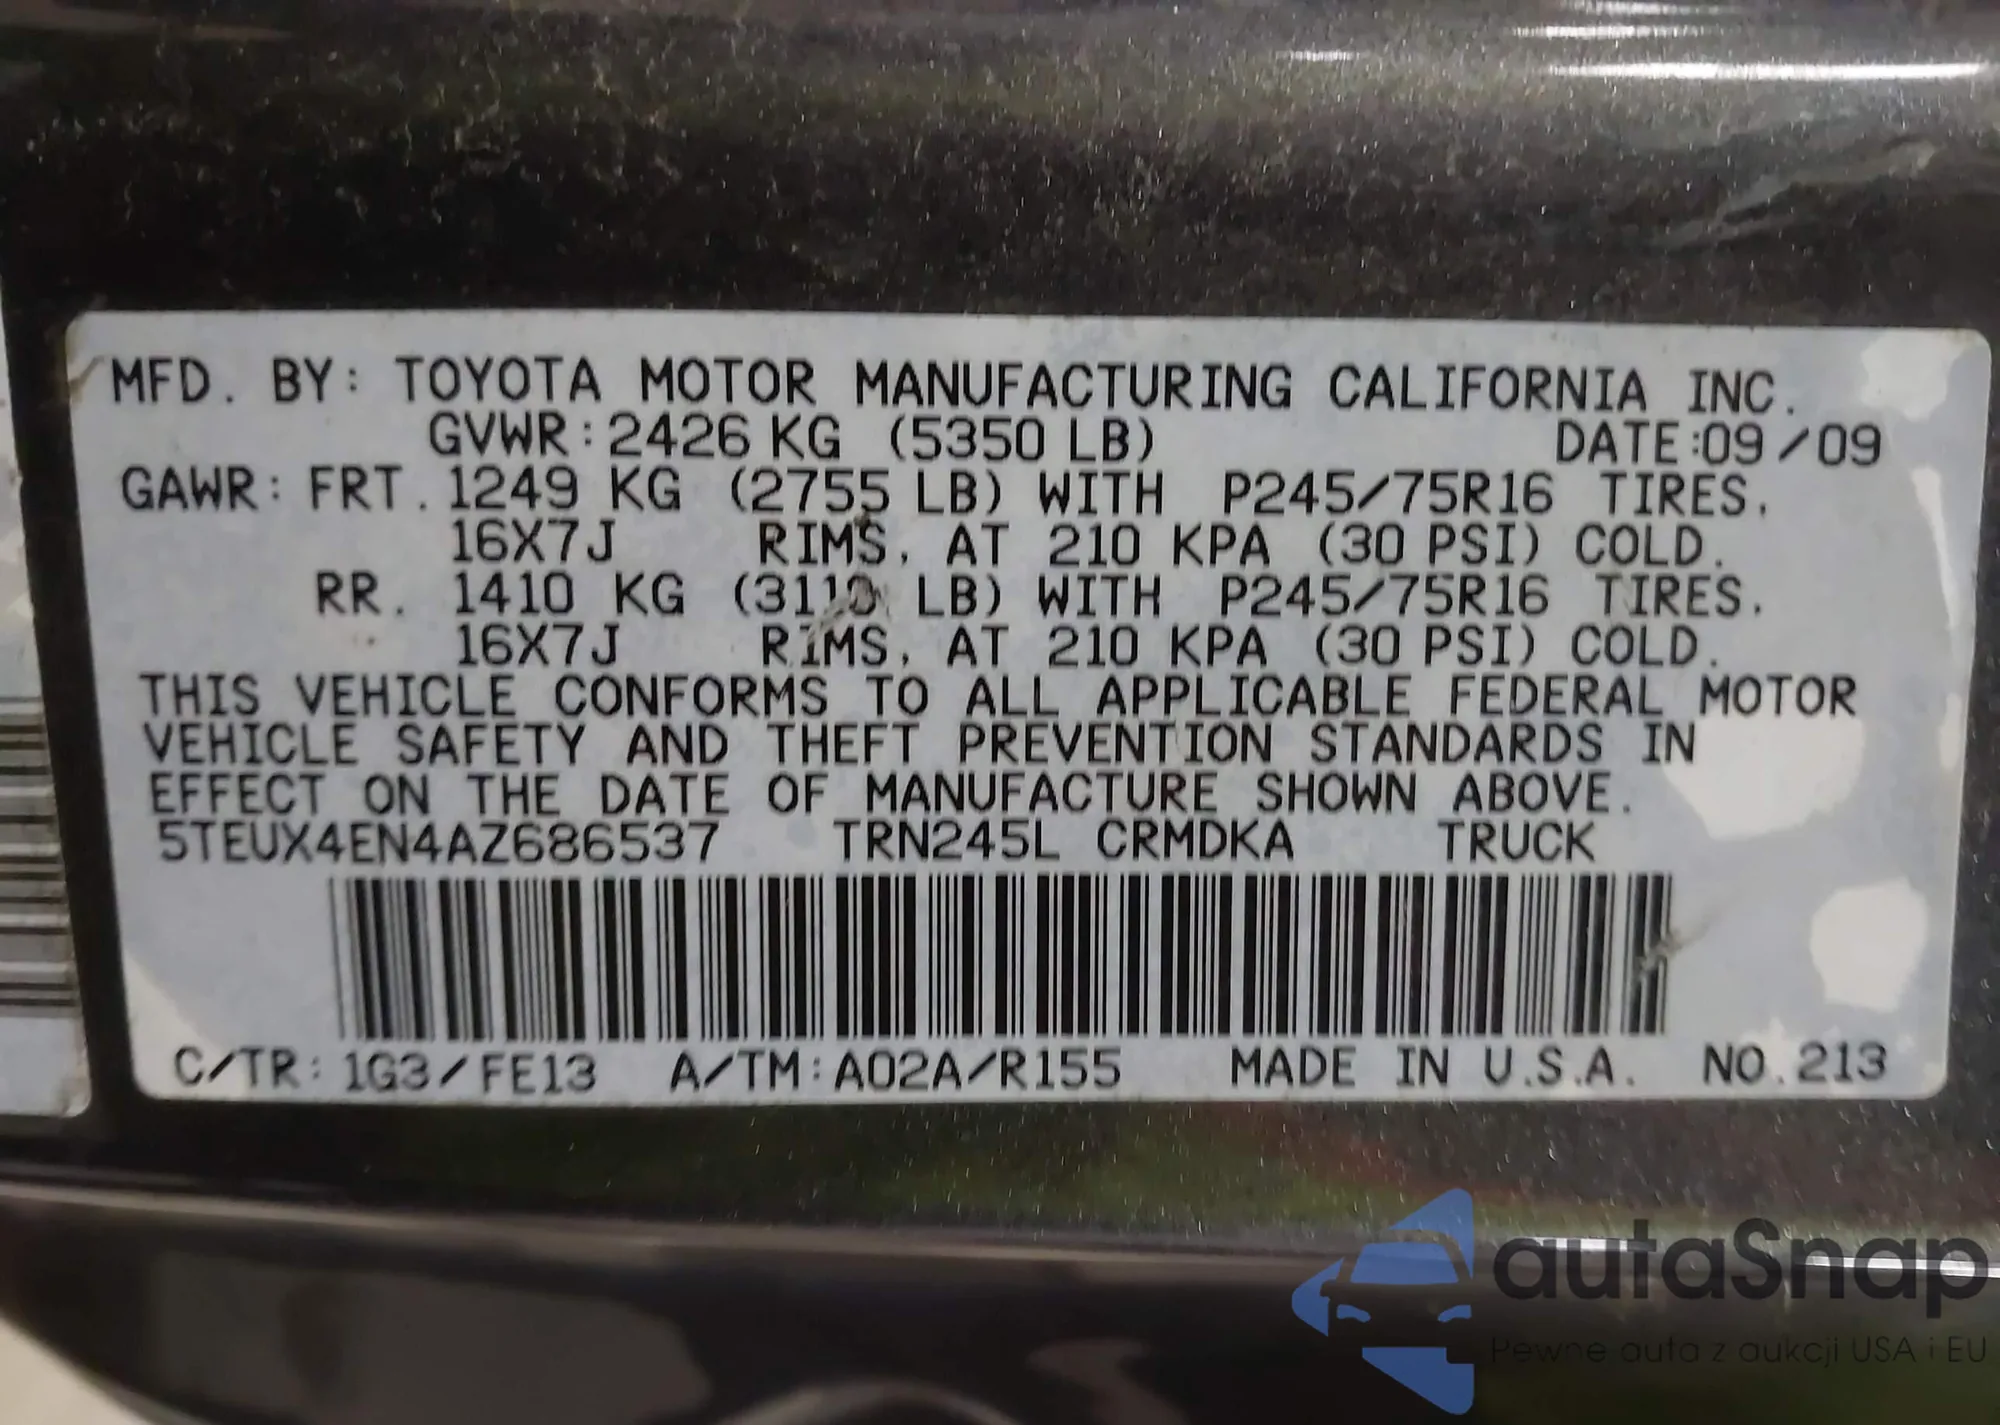 MFD. BY: TOYOTA MOTOR MANUFACTURING CALIFORNIA INC.
GVWR: 2426 KG (5350 LB) DATE: 09/09
GAWR: FRT. 1249 KG (2755 LB) WITH P245/75R16 TIRES.
16X7J RIMS, AT 210 KPA (30 PSI) COLD.
RR. 1410 KG (3110 LB) WITH P245/75R16 TIRES.
16X7J RIMS, AT 210 KPA (30 PSI) COLD.
THIS VEHICLE CONFORMS TO ALL APPLICABLE FEDERAL MOTOR
VEHICLE SAFETY AND THEFT PREVENTION STANDARDS IN
EFFECT ON THE DATE OF MANUFACTURE SHOWN ABOVE.
5TEUX4EN4AZ686537 TRN245L CRMDKA TRUCK
C/TR: 1G3/FE13 A/TM: A02A/R155 MADE IN U.S.A. NO. 213
autaSnap
Pewne auta z aukcji USA i EU